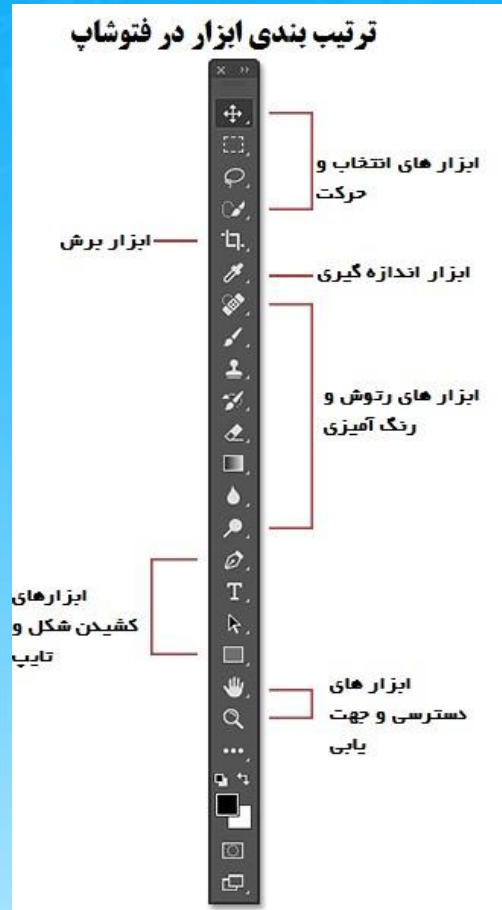 ترتیب بندی ابزار در فتوشاپ
ابزار های انتخاب و
حرکت
ابزار برش
ابزار اندازه گیری
ابزار های رتوش و
رنگ آمیزی
ابزارهای
کشیدن شکل و
تایپ
T
ابزار های
دسترسی و جهت
یابی